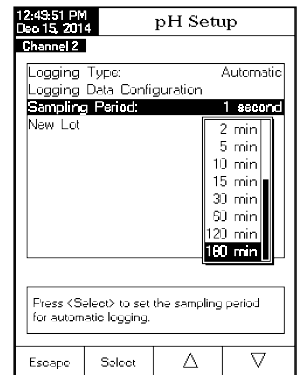 12:43:51 PM
Dec 15, 2014
pH Setup
Channel 2
Logging Type: Automatic
Logging Data Configuration
Sampling Period: 1 second
New Lot
2 min
5 min
10 min
15 min
30 min
60 min
120 min
180 min
Press <Select> to set the sampling period
for automatic logging.
Escape Select △ ▽